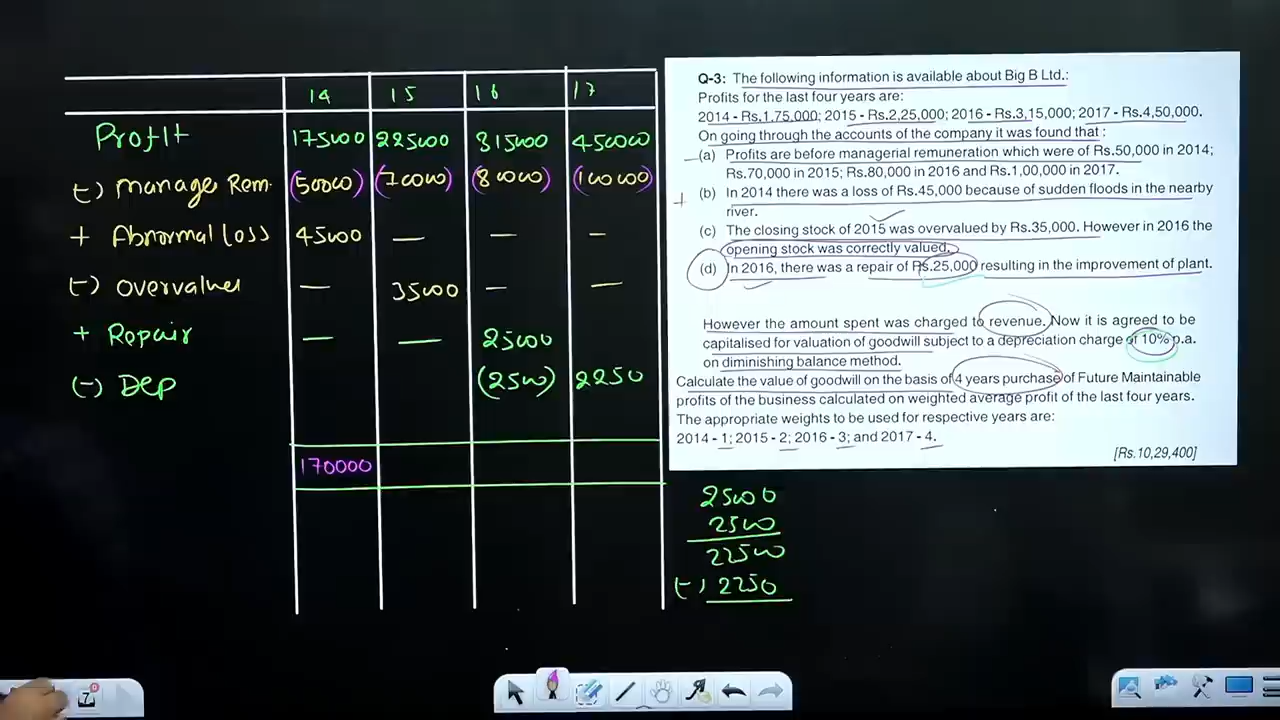 14 15 16 17
Profit 175000 225000 315000 450000
(-) manage Rem. (50000) (70000) (80000) (100000)
+ Abnormal loss 45000 — — -
(-) overvalues — 35000 — —
+ Repair — — 25000
(-) Dep (2500) 2250
170000
Q-3: The following information is available about Big B Ltd.:
Profits for the last four years are:
2014 - Rs.1,75,000; 2015 - Rs.2,25,000; 2016 - Rs.3,15,000; 2017 - Rs.4,50,000.
On going through the accounts of the company it was found that :
(a) Profits are before managerial remuneration which were of Rs.50,000 in 2014;
Rs.70,000 in 2015; Rs.80,000 in 2016 and Rs.1,00,000 in 2017.
+ (b) In 2014 there was a loss of Rs.45,000 because of sudden floods in the nearby
river.
(c) The closing stock of 2015 was overvalued by Rs.35,000. However in 2016 the
opening stock was correctly valued.
(d) In 2016, there was a repair of Rs.25,000 resulting in the improvement of plant.
However the amount spent was charged to revenue. Now it is agreed to be
capitalised for valuation of goodwill subject to a depreciation charge of 10% p.a.
on diminishing balance method.
Calculate the value of goodwill on the basis of 4 years purchase of Future Maintainable
profits of the business calculated on weighted average profit of the last four years.
The appropriate weights to be used for respective years are:
2014 - 1; 2015 - 2; 2016 - 3; and 2017 - 4.
[Rs.10,29,400]
25000
2500
22500
(-) 2250
7